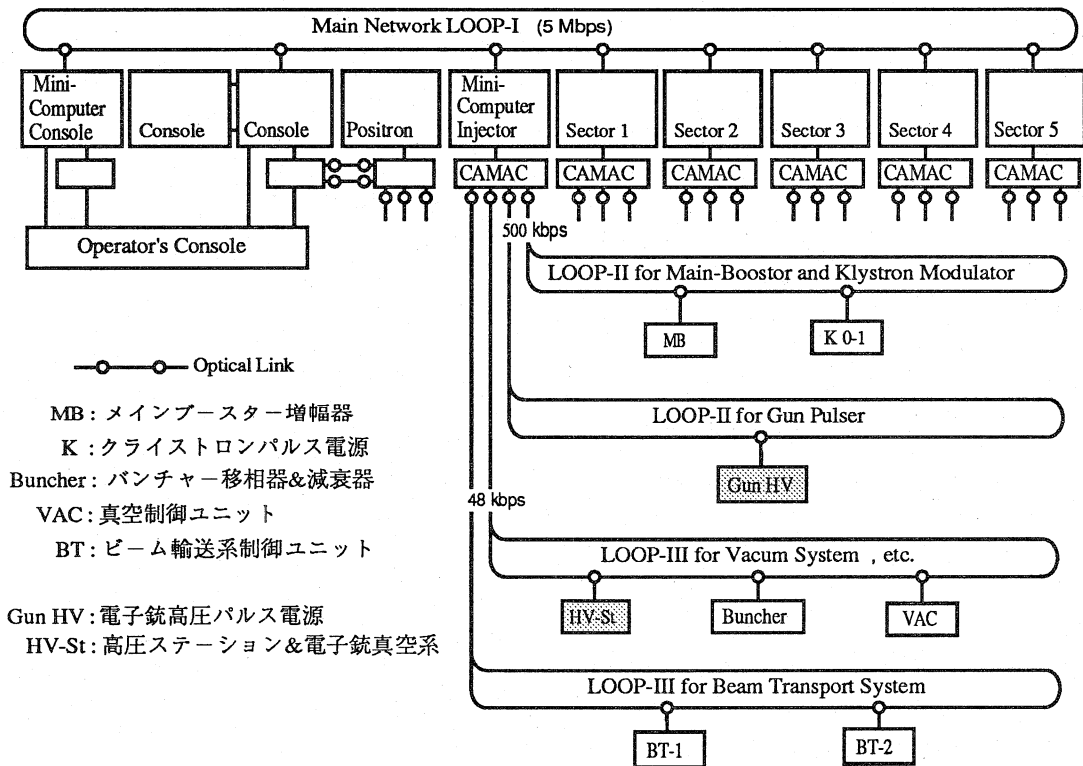 Main Network LOOP-I (5 Mbps)
Mini-
Computer
Console
Console
Console
Positron
Mini-
Computer
Injector
Sector 1
Sector 2
Sector 3
Sector 4
Sector 5
CAMAC
CAMAC
CAMAC
CAMAC
CAMAC
CAMAC
Operator's Console
500 kbps
LOOP-II for Main-Boostor and Klystron Modulator
MB
K 0-1
Optical Link
MB : メインブースター増幅器
K : クライストロンパルス電源
Buncher : バンチャー移相器&減衰器
VAC : 真空制御ユニット
BT : ビーム輸送系制御ユニット
Gun HV : 電子銃高圧パルス電源
HV-St : 高圧ステーション&電子銃真空系
LOOP-II for Gun Pulser
Gun HV
48 kbps
LOOP-III for Vacum System , etc.
HV-St
Buncher
VAC
LOOP-III for Beam Transport System
BT-1
BT-2